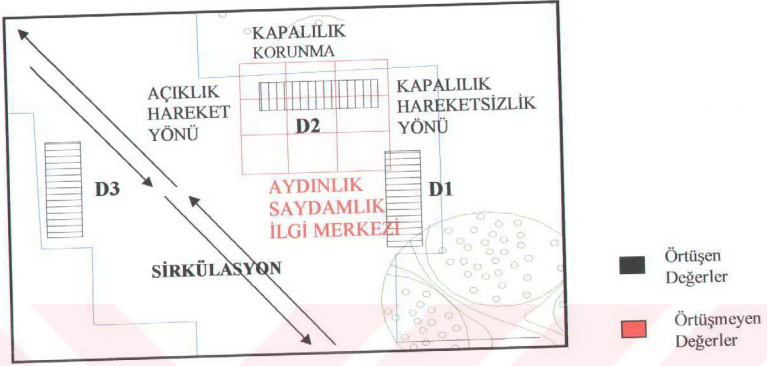 KAPALILIK
KORUNMA
AÇIKLIK
HAREKET
YÖNÜ
KAPALILIK
HAREKETSİZLİK
YÖNÜ
D2
D3
D1
AYDINLIK
SAYDAMLIK
İLGİ MERKEZİ
SİRKÜLASYON
Örtüşen
Değerler
Örtüşmeyen
Değerler